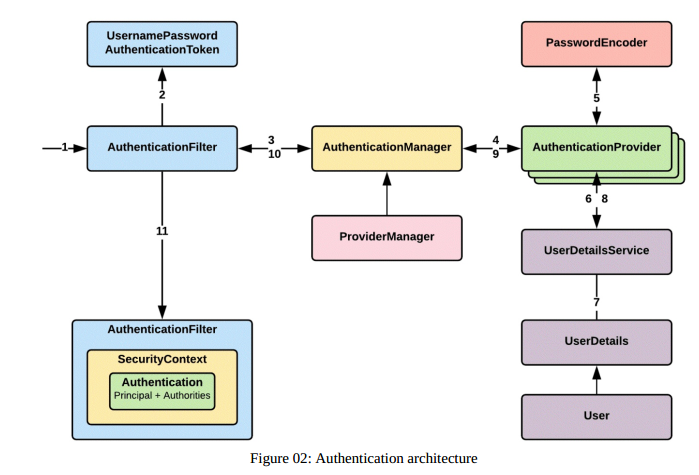 UsernamePassword
AuthenticationToken
PasswordEncoder
2
5
1
AuthenticationFilter
3
10
AuthenticationManager
4
9
AuthenticationProvider
6 8
11
ProviderManager
UserDetailsService
7
AuthenticationFilter
SecurityContext
Authentication
Principal + Authorities
UserDetails
User
Figure 02: Authentication architecture